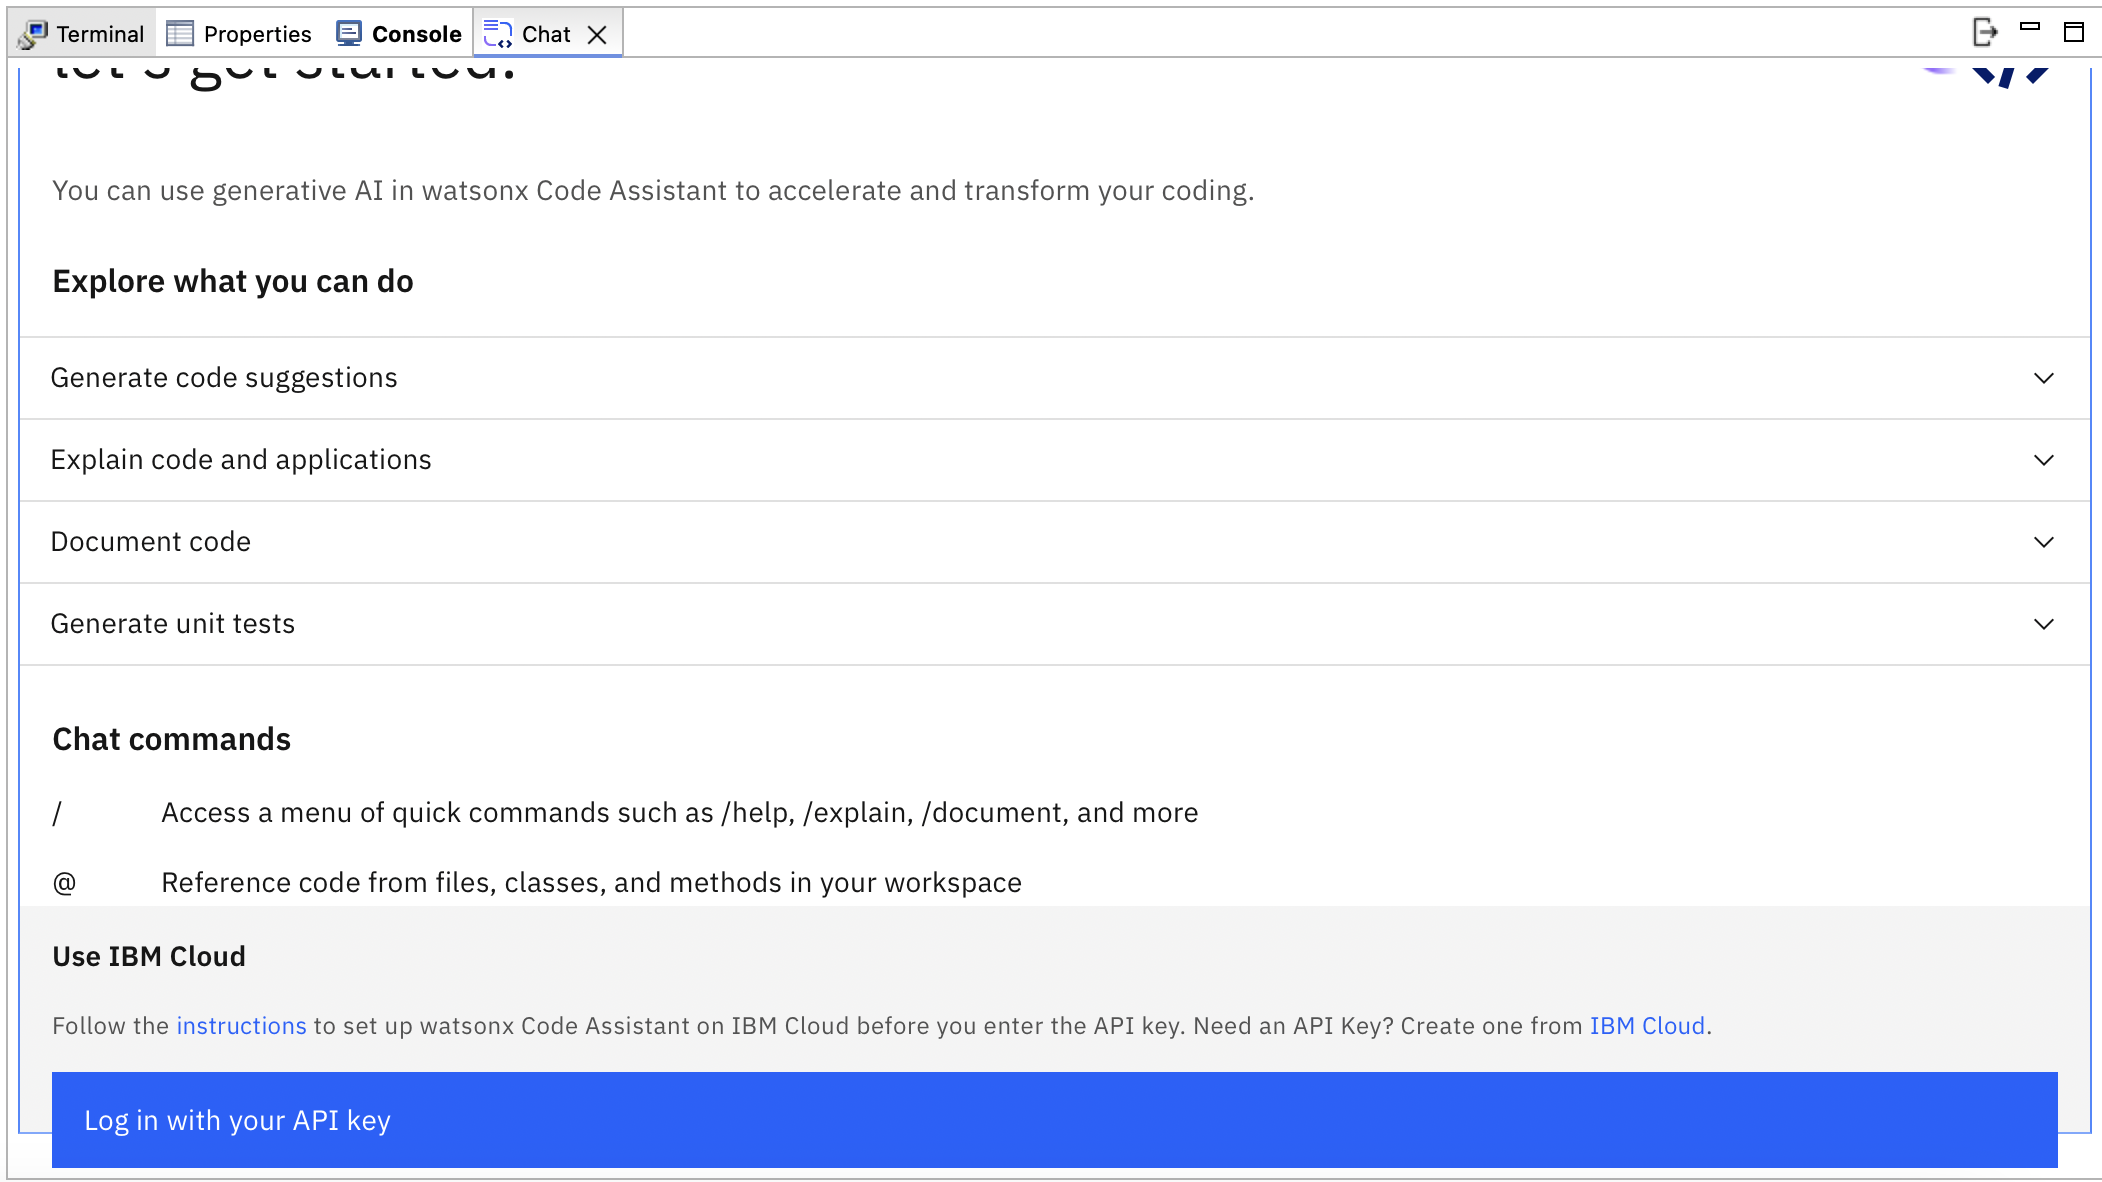 Terminal Properties Console Chat
let's get started.
You can use generative AI in watsonx Code Assistant to accelerate and transform your coding.
Explore what you can do
Generate code suggestions
Explain code and applications
Document code
Generate unit tests
Chat commands
/ Access a menu of quick commands such as /help, /explain, /document, and more
@ Reference code from files, classes, and methods in your workspace
Use IBM Cloud
Follow the instructions to set up watsonx Code Assistant on IBM Cloud before you enter the API key. Need an API Key? Create one from IBM Cloud.
Log in with your API key